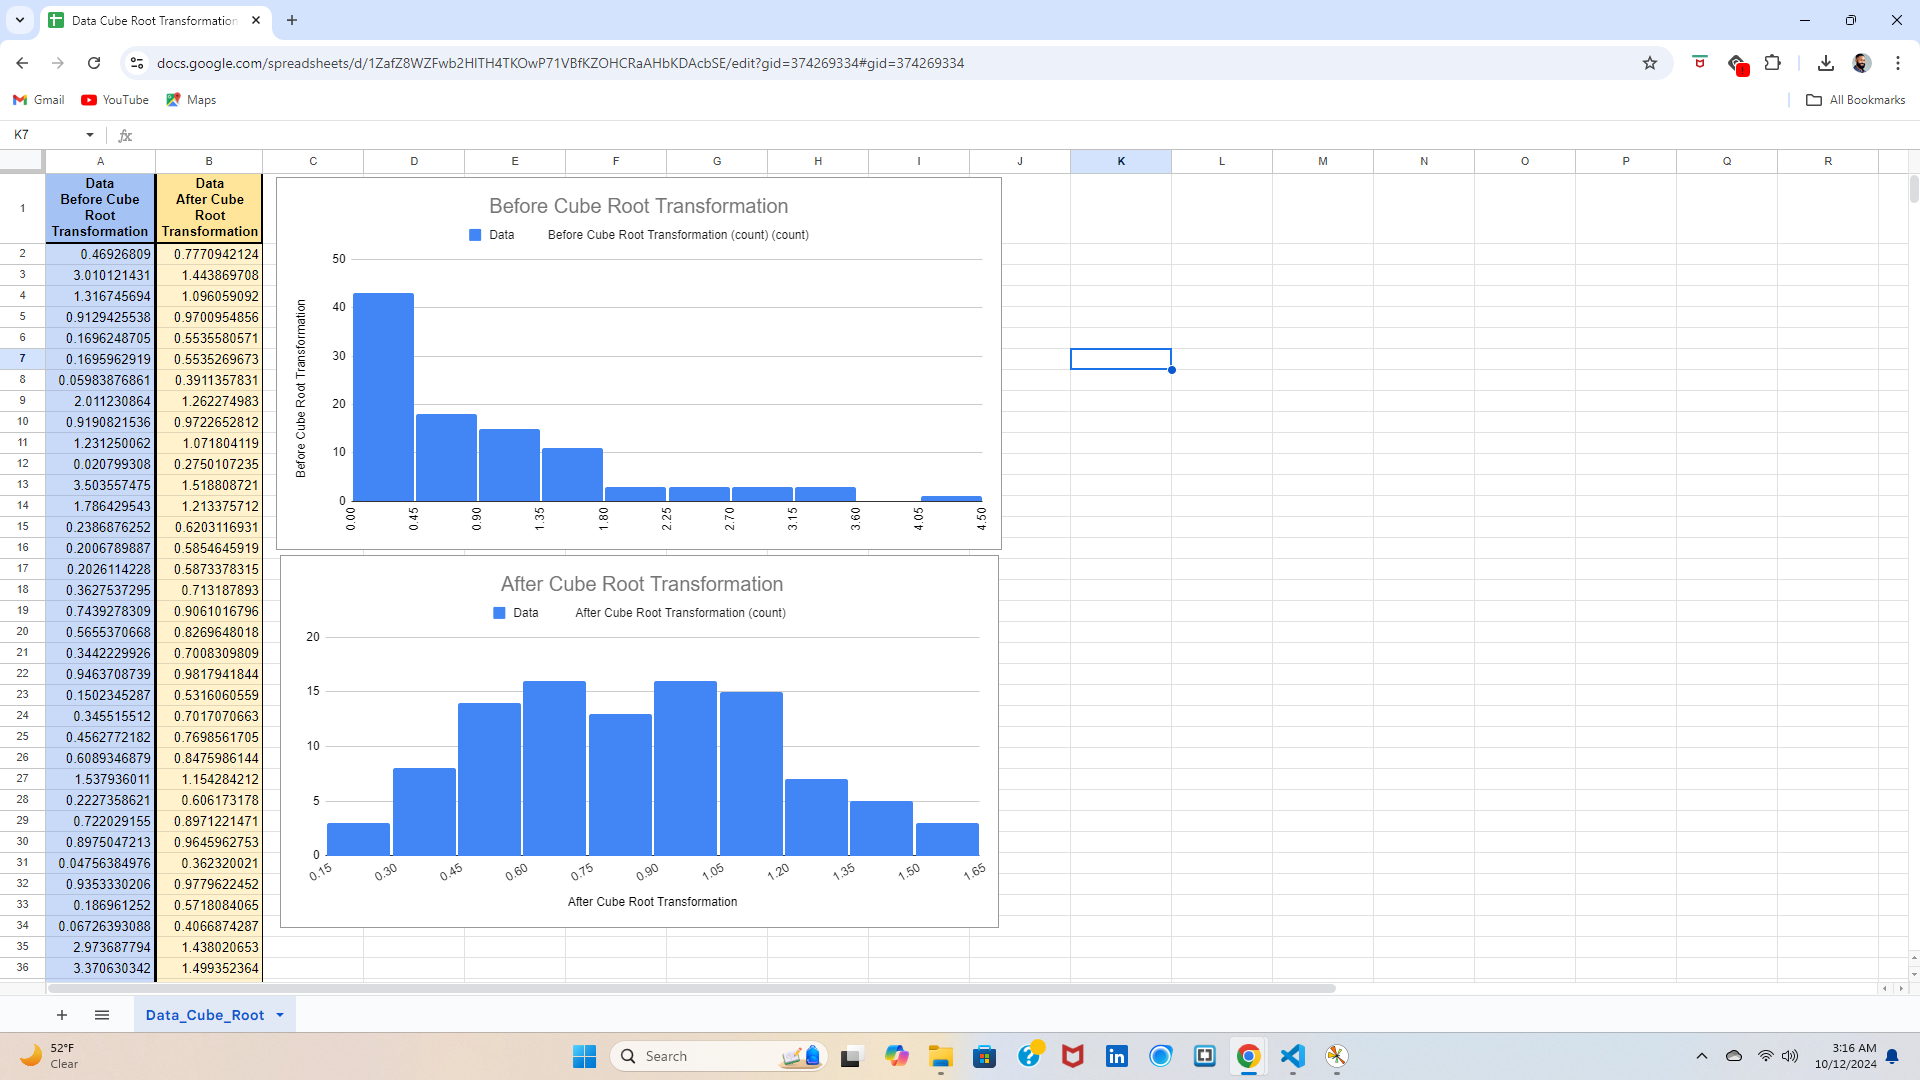 Data Cube Root Transformation
docs.google.com/spreadsheets/d/1ZafZ8WZFwb2HITH4TKOwP71VBfKZOHCRaAHbKDAcbSE/edit?gid=374269334#gid=374269334
Gmail YouTube Maps All Bookmarks
K7 fx
A B C D E F G H I J K L M N O P Q R
1 Data Before Cube Root Transformation Data After Cube Root Transformation
2 0.46926809 0.7770942124
3 3.010121431 1.443869708
4 1.316745694 1.096059092
5 0.9129425538 0.9700954856
6 0.1696248705 0.5535580571
7 0.1695962919 0.5535269673
8 0.05983876861 0.3911357831
9 2.011230864 1.262274983
10 0.9190821536 0.9722652812
11 1.231250062 1.071804119
12 0.020799308 0.2750107235
13 3.503557475 1.518808721
14 1.786429543 1.213375712
15 0.2386876252 0.6203116931
16 0.2006789887 0.5854645919
17 0.2026114228 0.5873378315
18 0.3627537295 0.713187893
19 0.7439278309 0.9061016796
20 0.5655370668 0.8269648018
21 0.3442229926 0.7008309809
22 0.9463708739 0.9817941844
23 0.1502345287 0.5316060559
24 0.345515512 0.7017070663
25 0.4562772182 0.7698561705
26 0.6089346879 0.8475986144
27 1.537936011 1.154284212
28 0.2227358621 0.606173178
29 0.722029155 0.8971221471
30 0.8975047213 0.9645962753
31 0.04756384976 0.362320021
32 0.9353330206 0.9779622452
33 0.186961252 0.5718084065
34 0.06726393088 0.4066874287
35 2.973687794 1.438020653
36 3.370630342 1.499352364
Before Cube Root Transformation
Data Before Cube Root Transformation (count) (count)
Before Cube Root Transformation
50
40
30
20
10
0
0.00 0.45 0.90 1.35 1.80 2.25 2.70 3.15 3.60 4.05 4.50
After Cube Root Transformation
Data After Cube Root Transformation (count)
20
15
10
5
0
0.15 0.30 0.45 0.60 0.75 0.90 1.05 1.20 1.35 1.50 1.65
After Cube Root Transformation
Data_Cube_Root
52°F
Clear
Search
3:16 AM
10/12/2024